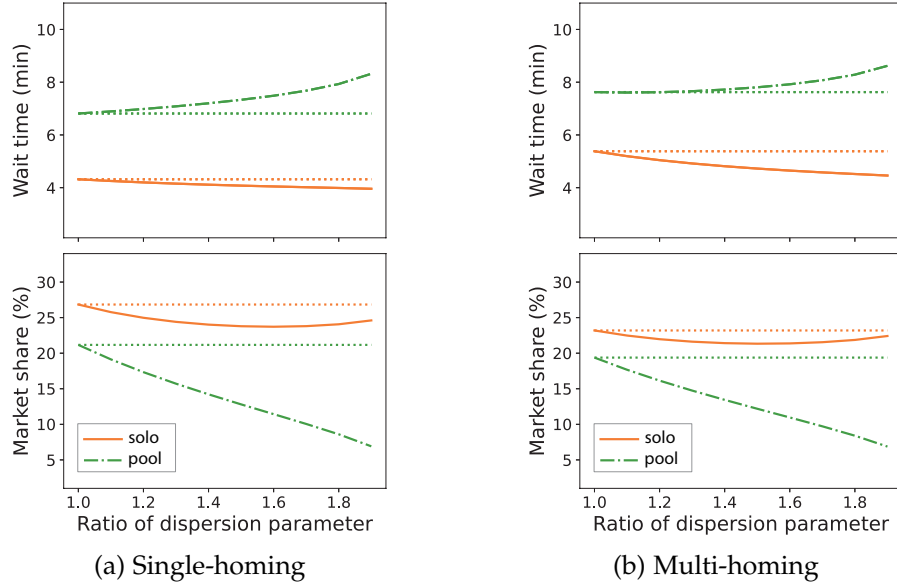 Wait time (min)
10
8
6
4
Wait time (min)
10
8
6
4
Market share (%)
30
25
20
15
10
5
solo
pool
1.0 1.2 1.4 1.6 1.8
Ratio of dispersion parameter
(a) Single-homing
Market share (%)
30
25
20
15
10
5
solo
pool
1.0 1.2 1.4 1.6 1.8
Ratio of dispersion parameter
(b) Multi-homing